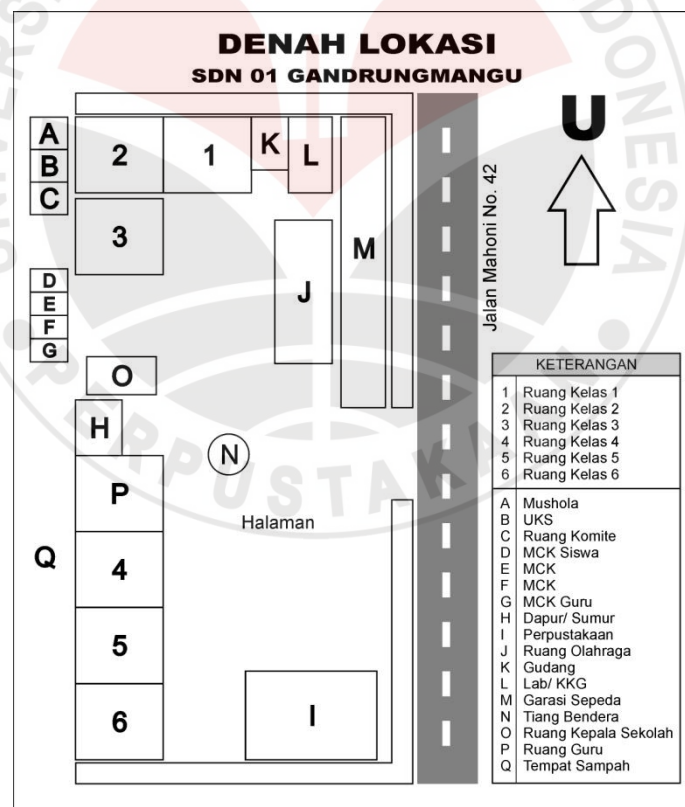 DENAH LOKASI
SDN 01 GANDRUNGMANGU
A
B
C
2
1
K
L
3
M
J
D
E
F
G
O
H
N
P
Halaman
Q
4
5
6
I
Jalan Mahoni No. 42
U
KETERANGAN
1 Ruang Kelas 1
2 Ruang Kelas 2
3 Ruang Kelas 3
4 Ruang Kelas 4
5 Ruang Kelas 5
6 Ruang Kelas 6
A Mushola
B UKS
C Ruang Komite
D MCK Siswa
E MCK
F MCK
G MCK Guru
H Dapur/ Sumur
I Perpustakaan
J Ruang Olahraga
K Gudang
L Lab/ KKG
M Garasi Sepeda
N Tiang Bendera
O Ruang Kepala Sekolah
P Ruang Guru
Q Tempat Sampah
PERPUSTAKAAN